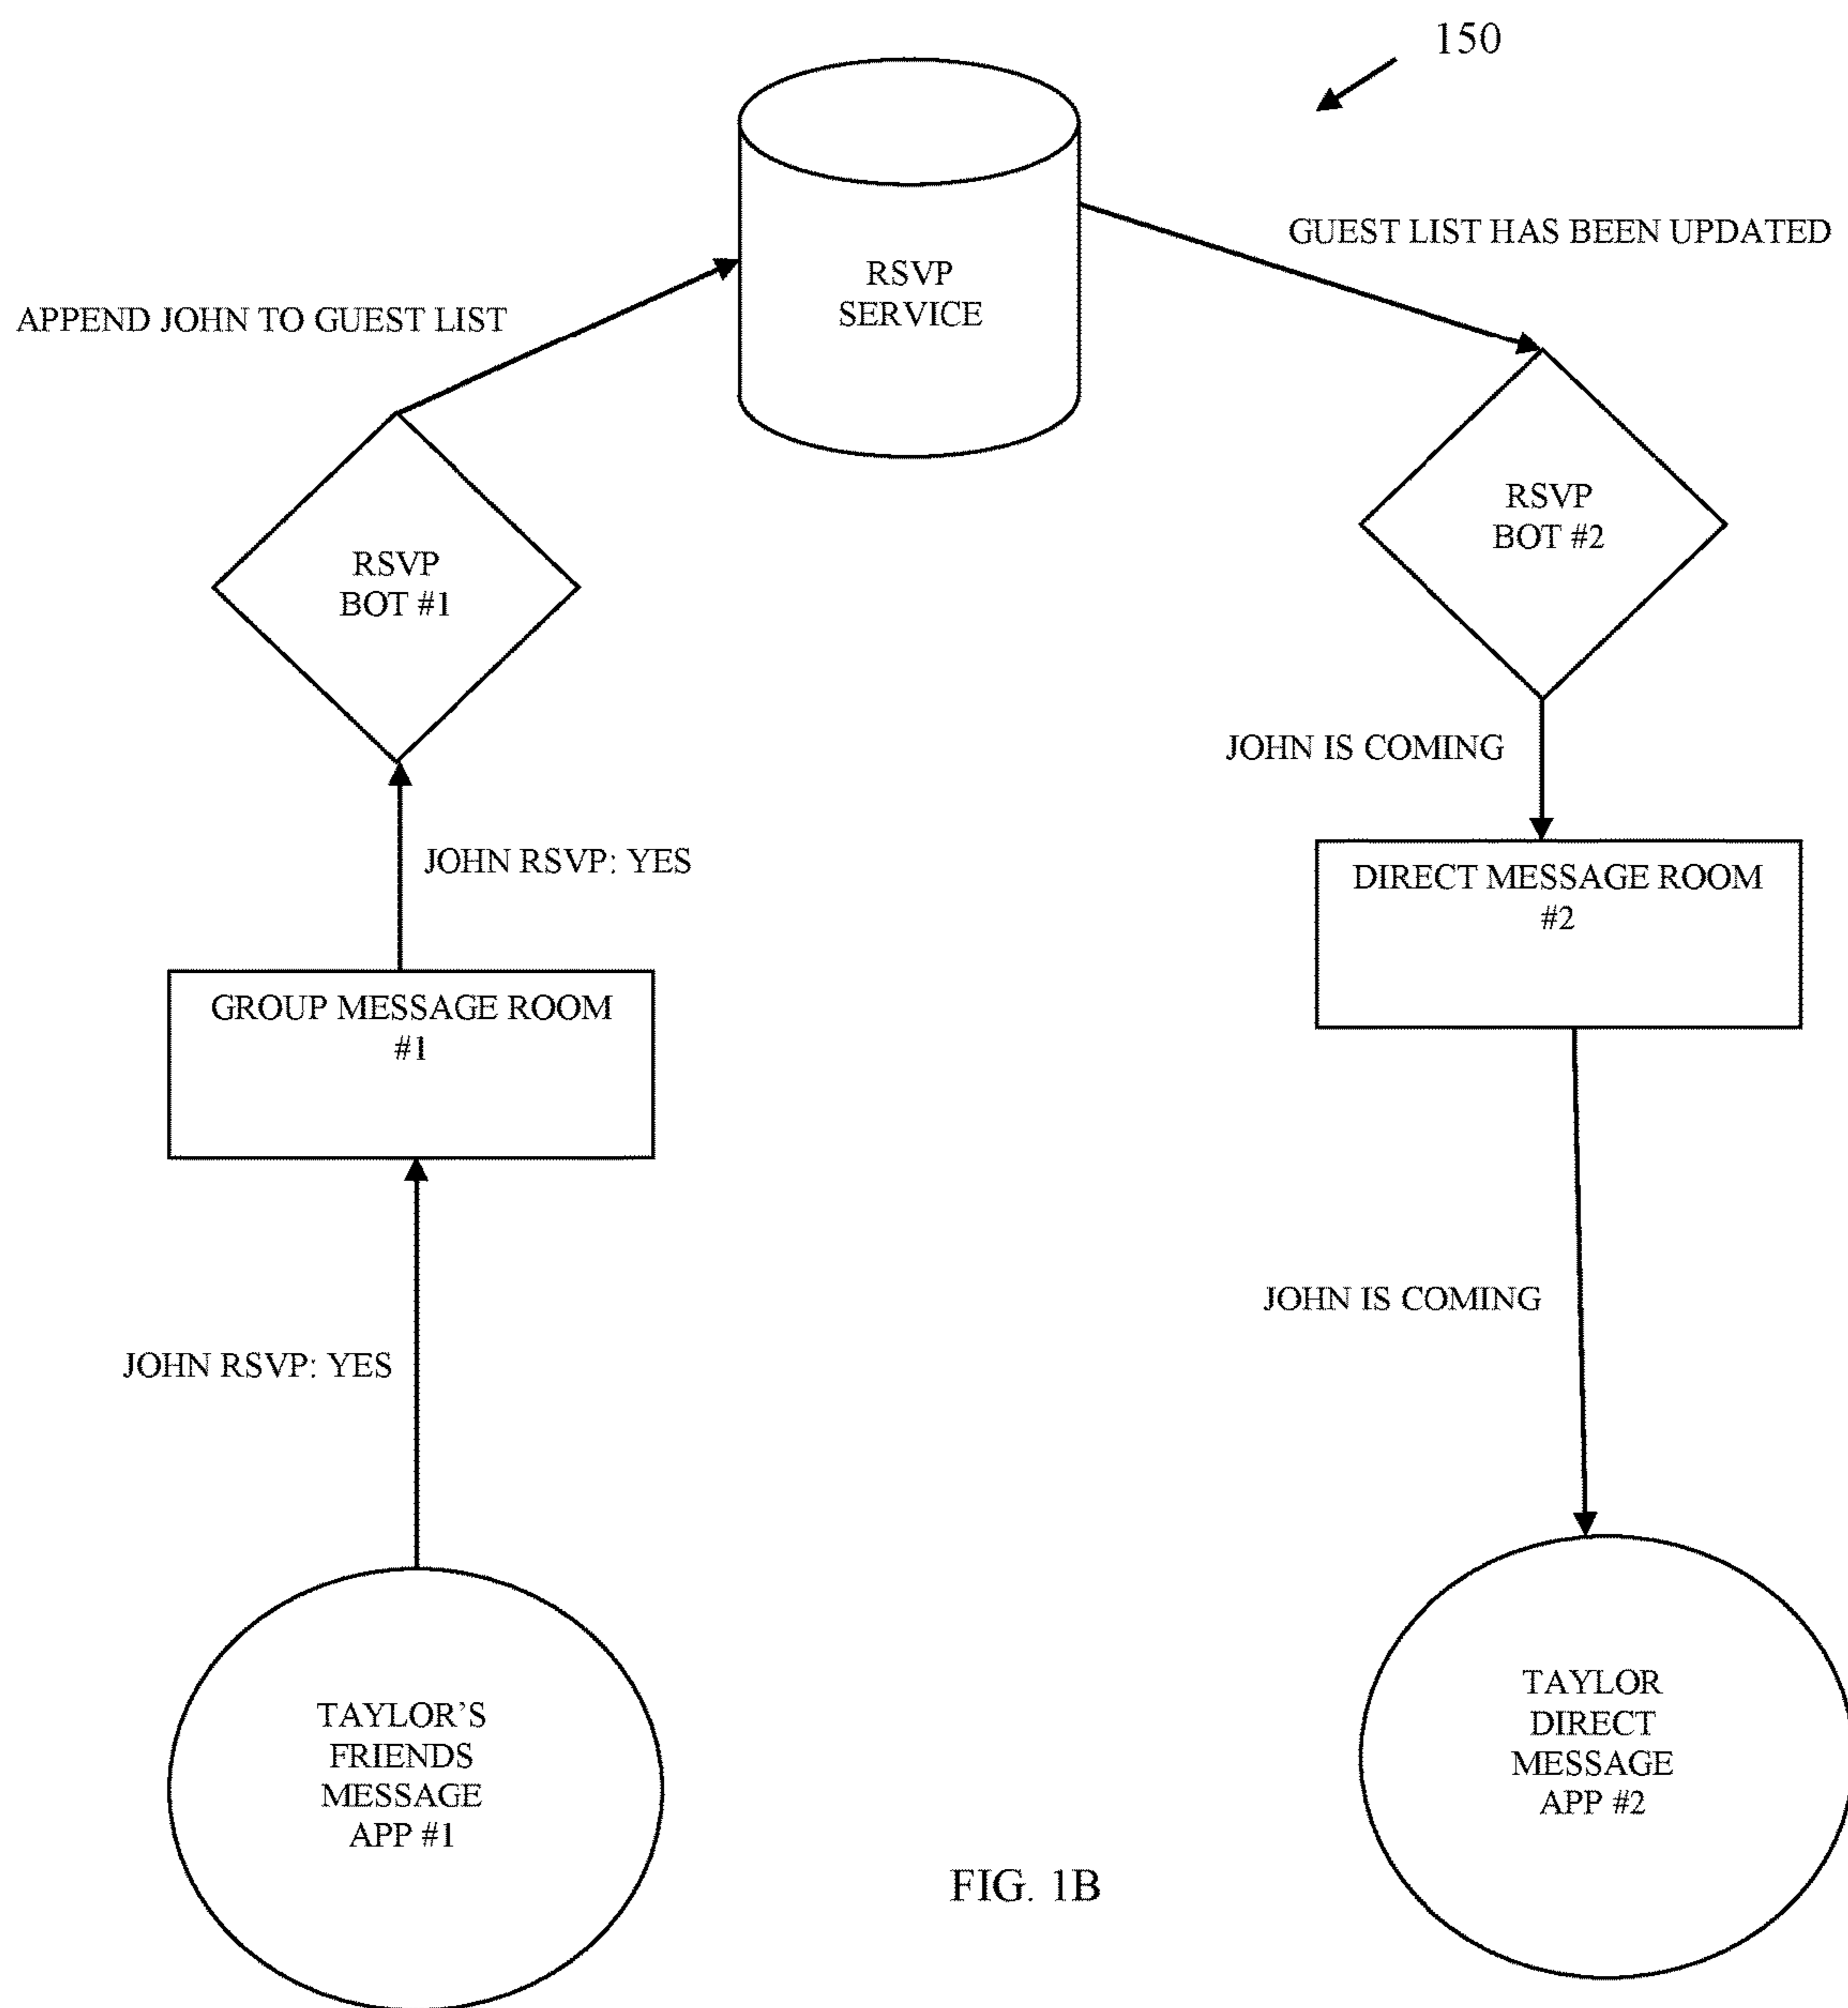 150
GUEST LIST HAS BEEN UPDATED
RSVP
SERVICE
APPEND JOHN TO GUEST LIST
RSVP
BOT #2
RSVP
BOT #1
JOHN IS COMING
JOHN RSVP: YES
DIRECT MESSAGE ROOM
#2
GROUP MESSAGE ROOM
#1
JOHN IS COMING
JOHN RSVP: YES
TAYLOR
DIRECT
MESSAGE
APP #2
TAYLOR’S
FRIENDS
MESSAGE
APP #1
FIG. 1B